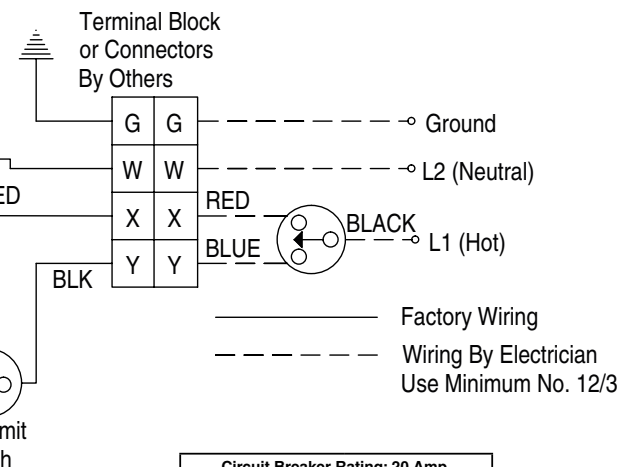 Terminal Block
or Connectors
By Others
G G Ground
W W L2 (Neutral)
ED
X X RED
BLACK
L1 (Hot)
Y Y BLUE
BLK
Factory Wiring
Wiring By Electrician
Use Minimum No. 12/3
mit
h
Circuit Breaker Rating: 20 Amp